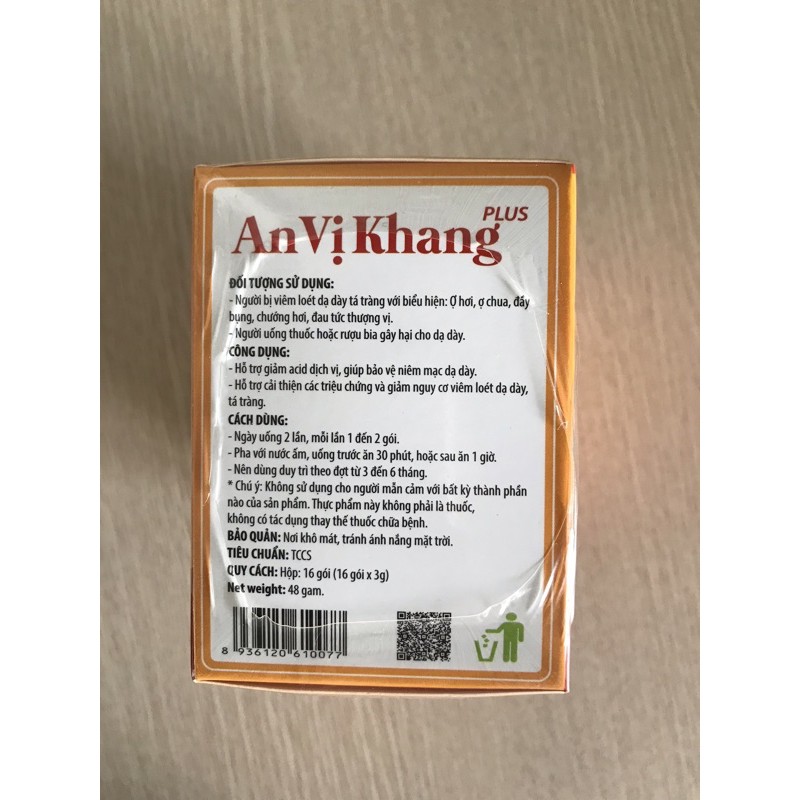 An Vị Khang PLUS
ĐỐI TƯỢNG SỬ DỤNG:
- Người bị viêm loét dạ dày tá tràng với biểu hiện: Ợ hơi, ợ chua, đầy
bụng, chướng hơi, đau tức thượng vị.
- Người uống thuốc hoặc rượu bia gây hại cho dạ dày.
CÔNG DỤNG:
- Hỗ trợ giảm acid dịch vị, giúp bảo vệ niêm mạc dạ dày.
- Hỗ trợ cải thiện các triệu chứng và giảm nguy cơ viêm loét dạ dày,
tá tràng.
CÁCH DÙNG:
- Ngày uống 2 lần, mỗi lần 1 đến 2 gói.
- Pha với nước ấm, uống trước ăn 30 phút, hoặc sau ăn 1 giờ.
- Nên dùng duy trì theo đợt từ 3 đến 6 tháng.
* Chú ý: Không sử dụng cho người mẫn cảm với bất kỳ thành phần
nào của sản phẩm. Thực phẩm này không phải là thuốc,
không có tác dụng thay thế thuốc chữa bệnh.
BẢO QUẢN: Nơi khô mát, tránh ánh nắng mặt trời.
TIÊU CHUẨN: TCCS
QUY CÁCH: Hộp: 16 gói (16 gói x 3g)
Net weight: 48 gam.
8 936120 610077